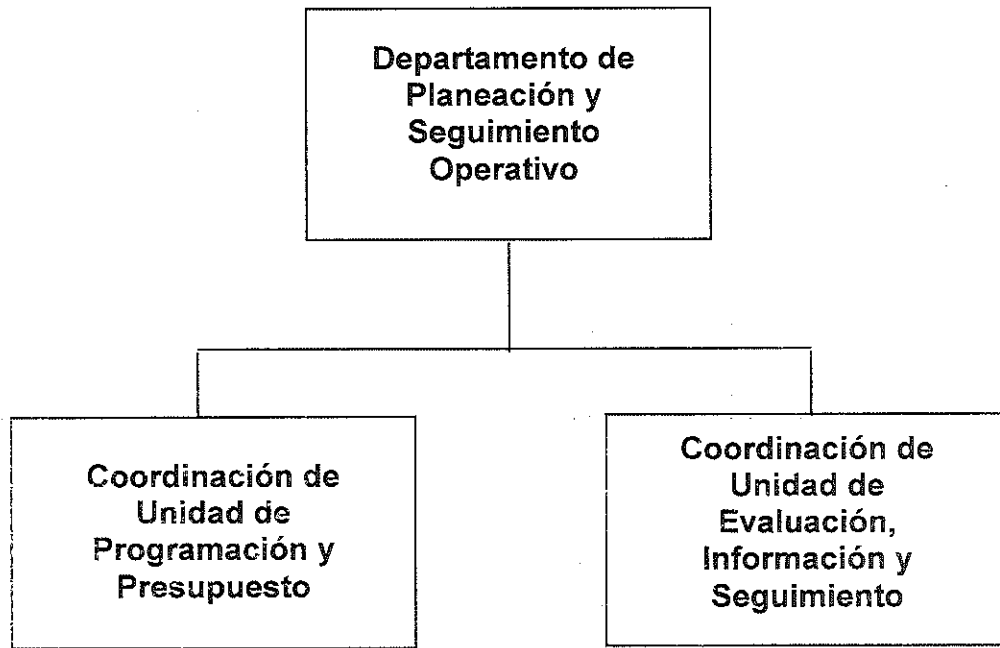 Departamento de
Planeación y
Seguimiento
Operativo
Coordinación de
Unidad de
Programación y
Presupuesto
Coordinación de
Unidad de
Evaluación,
Información y
Seguimiento